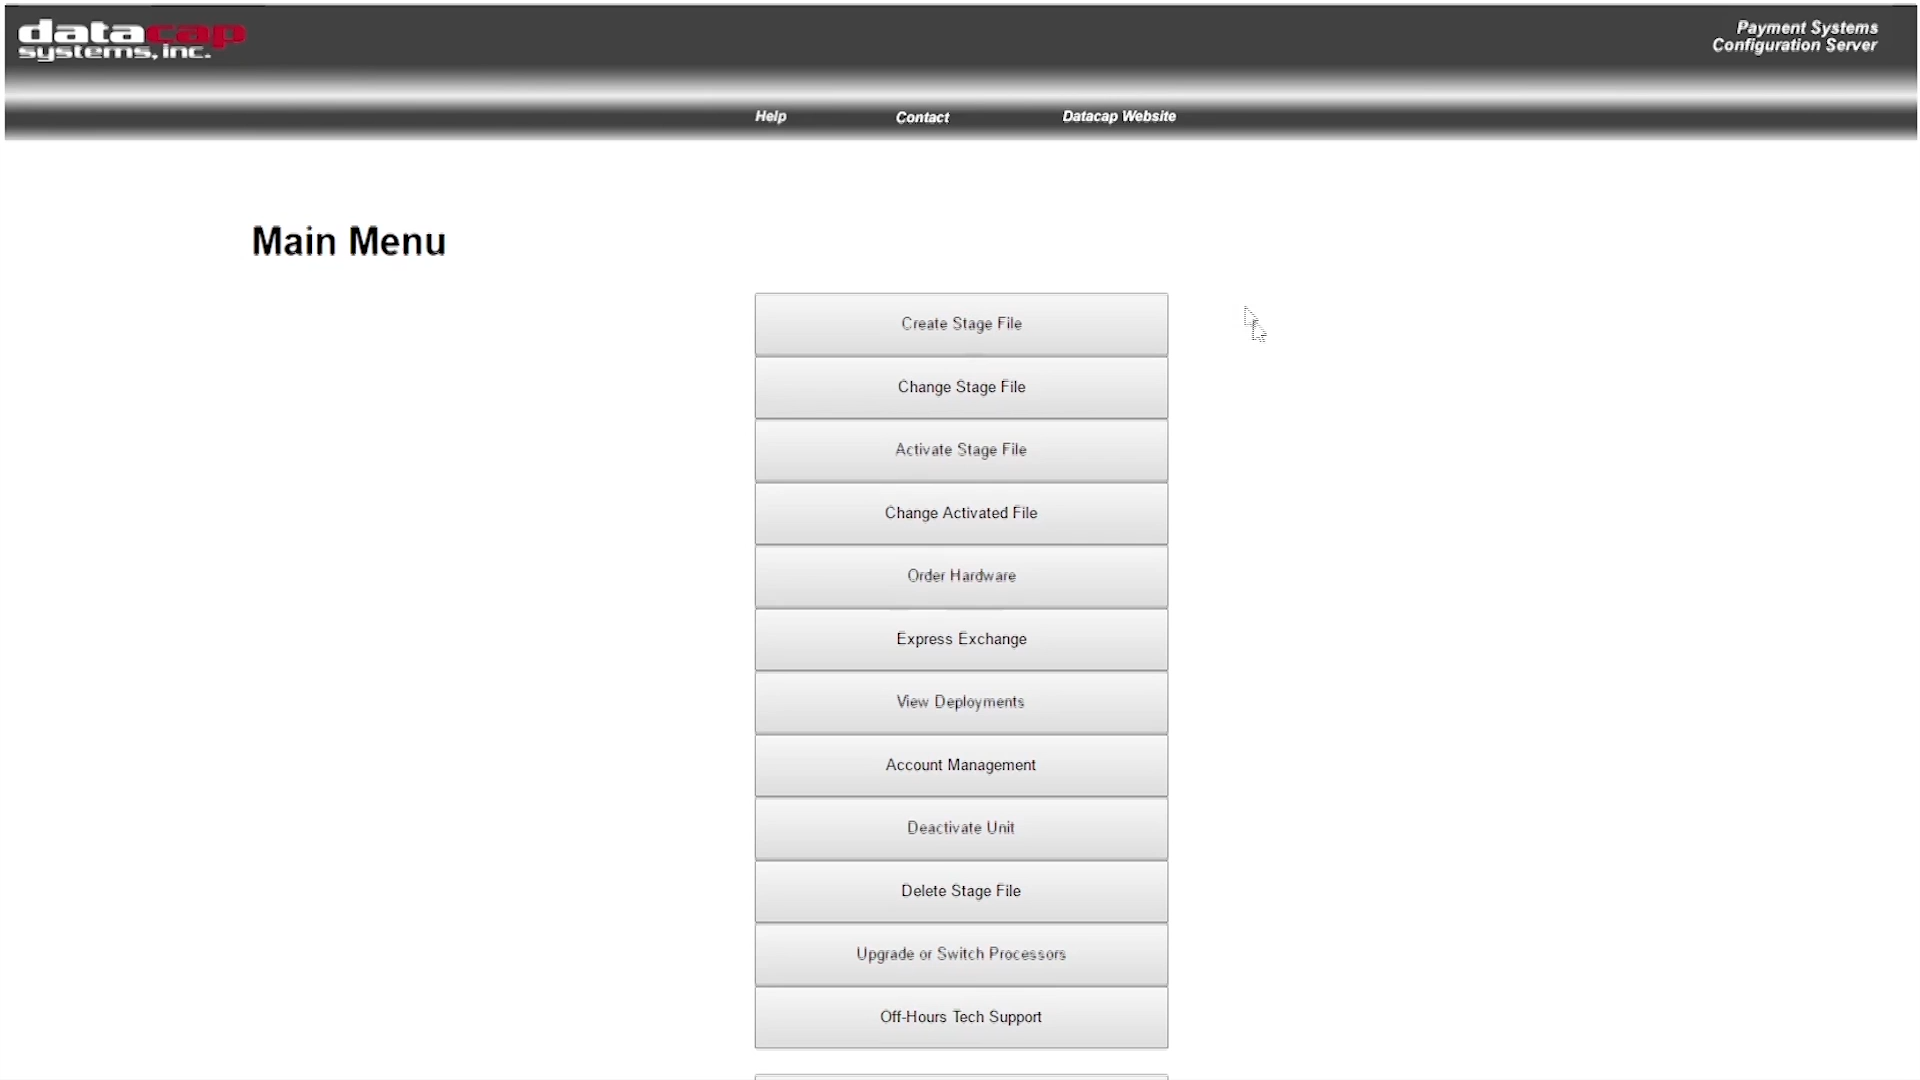 datacap
systems, inc.
Payment Systems
Configuration Server
Help
Contact
Datacap Website
Main Menu
Create Stage File
Change Stage File
Activate Stage File
Change Activated File
Order Hardware
Express Exchange
View Deployments
Account Management
Deactivate Unit
Delete Stage File
Upgrade or Switch Processors
Off-Hours Tech Support